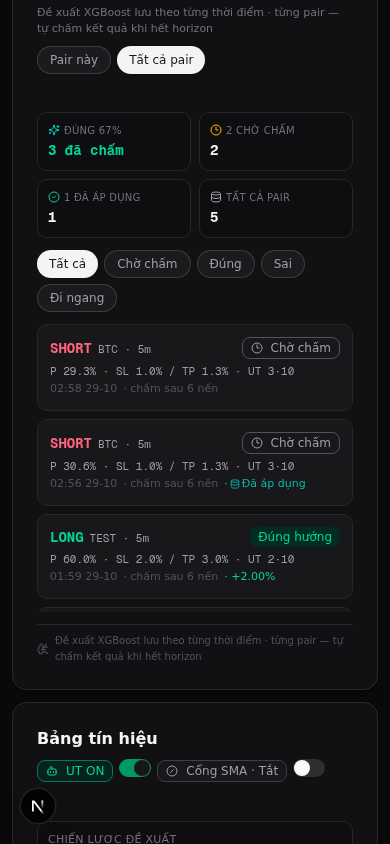 Đề xuất XGBoost lưu theo từng thời điểm · từng pair —
tự chấm kết quả khi hết horizon
Pair này
Tất cả pair
ĐÚNG 67%
3 đã chấm
2 CHỜ CHẤM
2
1 ĐÃ ÁP DỤNG
1
TẤT CẢ PAIR
5
Tất cả
Chờ chấm
Đúng
Sai
Đi ngang
SHORT BTC · 5m
Chờ chấm
P 29.3% · SL 1.0% / TP 1.3% · UT 3·10
02:58 29-10 · chấm sau 6 nến
SHORT BTC · 5m
Chờ chấm
P 30.6% · SL 1.0% / TP 1.3% · UT 3·10
02:56 29-10 · chấm sau 6 nến · Đã áp dụng
LONG TEST · 5m
Đúng hướng
P 60.0% · SL 2.0% / TP 3.0% · UT 2·10
01:59 29-10 · chấm sau 6 nến · +2.00%
Đề xuất XGBoost lưu theo từng thời điểm · từng pair — tự
chấm kết quả khi hết horizon
Bảng tín hiệu
UT ON
Cổng SMA · Tắt
N
CHIẾN LƯỢC ĐỀ XUẤT